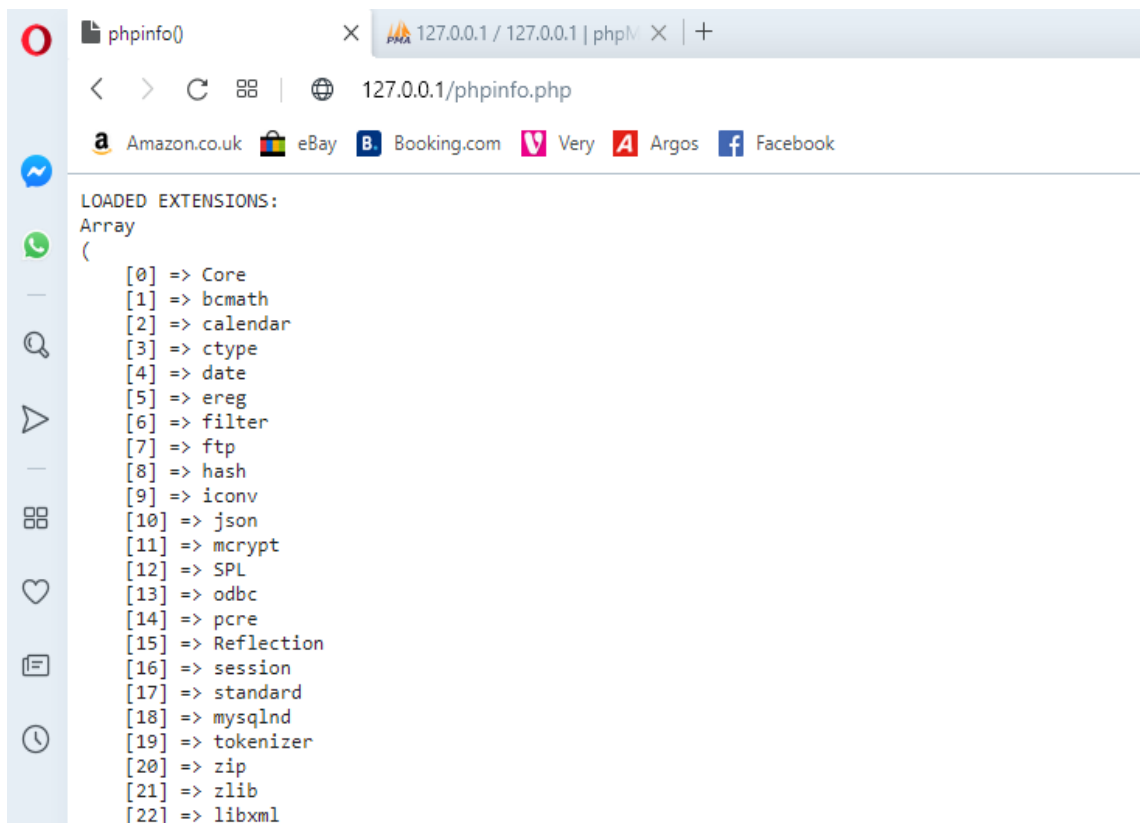 phpinfo()
127.0.0.1 / 127.0.0.1 | phpM
127.0.0.1/phpinfo.php
Amazon.co.uk eBay B. Booking.com Very Argos Facebook
LOADED EXTENSIONS:
Array
(
[0] => Core
[1] => bcmath
[2] => calendar
[3] => ctype
[4] => date
[5] => ereg
[6] => filter
[7] => ftp
[8] => hash
[9] => iconv
[10] => json
[11] => mcrypt
[12] => SPL
[13] => odbc
[14] => pcre
[15] => Reflection
[16] => session
[17] => standard
[18] => mysqlnd
[19] => tokenizer
[20] => zip
[21] => zlib
[22] => libxml